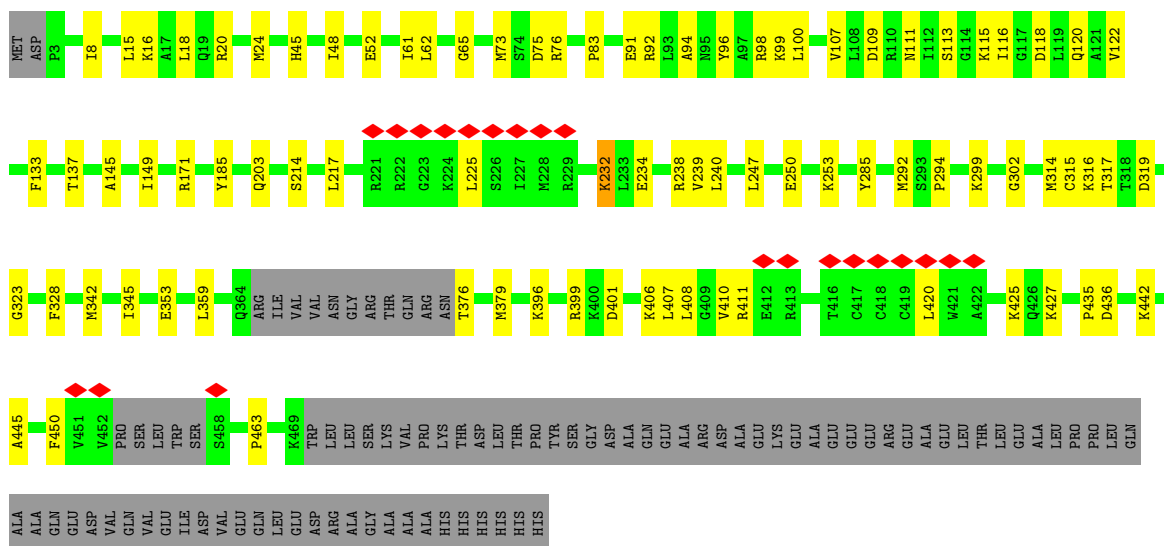 MET ASP P3 I8 L15 K16 A17 L18 Q19 R20 M24 H45 I48 E52 I61 L62 G65 M73 S74 D75 R76 P83 E91 R92 L93 A94 N95 Y96 A97 R98 K99 L100 V107 L108 D109 R110 N111 I112 S113 G114 K115 I116 G117 D118 L119 Q120 A121 V122
F133 T137 A145 I149 R171 Y185 Q203 S214 L217 R221 R222 G223 K224 L225 S226 I227 M228 R229 K232 L233 E234 R238 V239 L240 L247 E250 K253 Y285 M292 S293 P294 K299 G302 M314 C315 K316 T317 T318 D319
G323 F328 M342 I345 E353 L359 Q364 ARG ILE VAL VAL ASN GLY ARG THR GLN ARG ASN T376 M379 K396 R399 K400 D401 K406 L407 L408 G409 V410 R411 E412 R413 T416 C417 C418 C419 L420 W421 A422 K425 Q426 K427 P435 D436 K442
A445 F450 V451 V452 PRO SER LEU TRP SER S458 P463 K469 TRP LEU LEU SER LYS VAL PRO LYS THR ASP LEU THR PRO TYR SER GLY ASP ALA GLN GLU ALA ARG ASP ALA GLU LYS GLU ALA GLU GLU GLU ARG GLU ALA GLU LEU THR LEU GLU ALA LEU PRO PRO LEU GLN
ALA ALA GLN GLU ASP VAL GLN VAL GLU ILE ASP VAL GLU GLN LEU GLU ASP ARG ALA GLY ALA ALA ALA HIS HIS HIS HIS HIS HIS